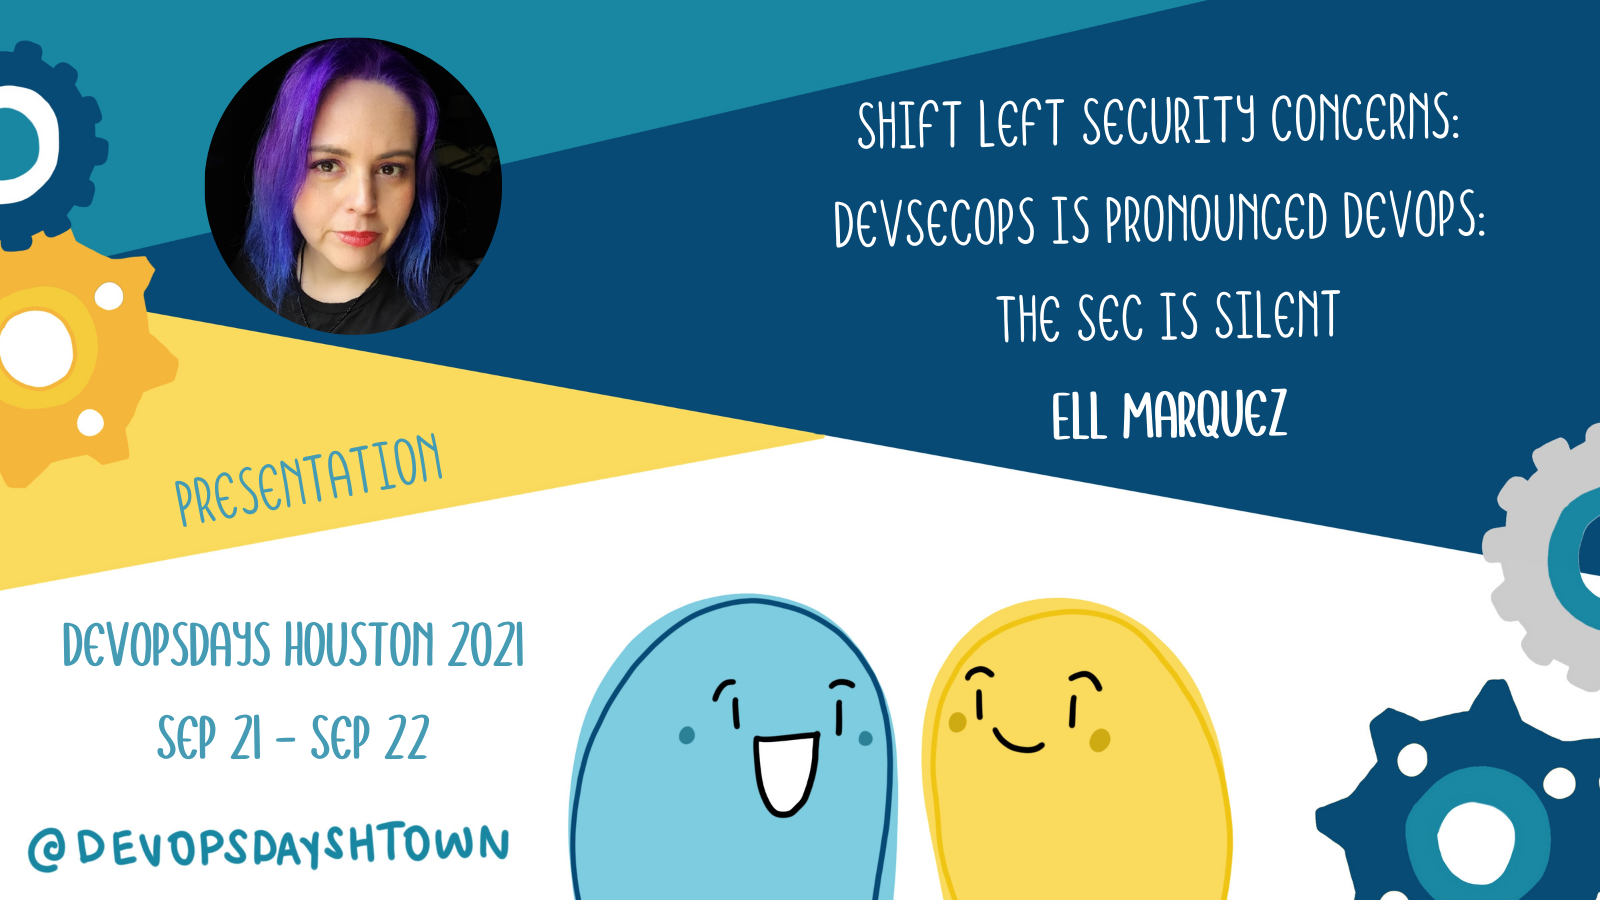 SHIFT LEFT SECURITY CONCERNS:
DEVSECOPS IS PRONOUNCED DEVOPS:
THE SEC IS SILENT
ELL MARQUEZ
PRESENTATION
DEVOPSDAYS HOUSTON 2021
SEP 21 - SEP 22
@DEVOPSDAYSHTOWN